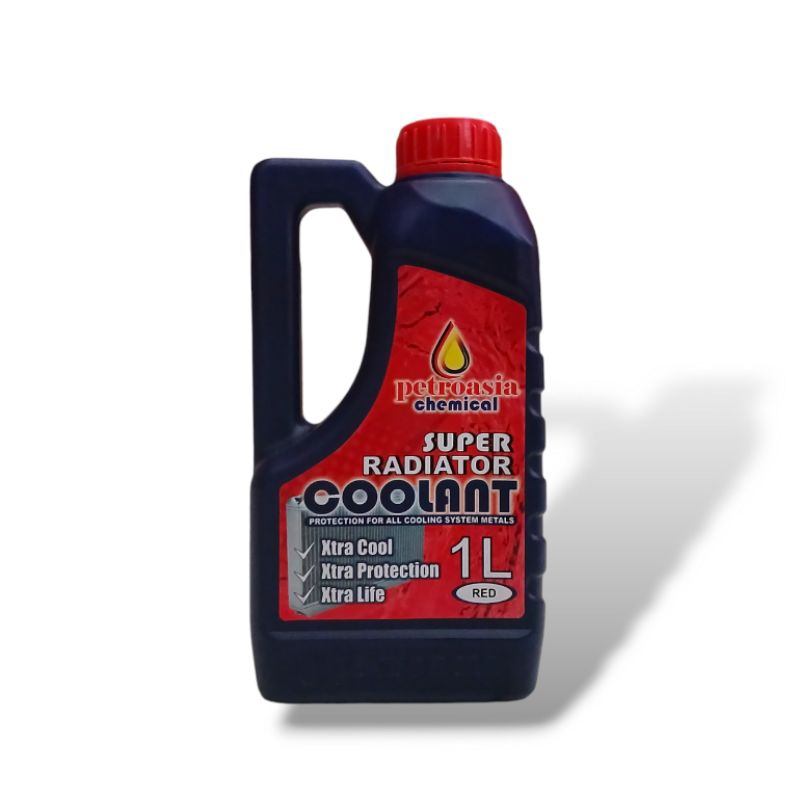 petroasia
chemical
SUPER
RADIATOR
COOLANT
PROTECTION FOR ALL COOLING SYSTEM METALS
Xtra Cool
Xtra Protection
Xtra Life
1L
RED